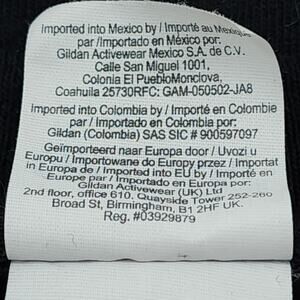 Imported into Mexico by / Importé au Mexique
par / Importado en México por:
Gildan Activewear Mexico S.A. de C.V.
Calle San Miguel 1001,
Colonia El PuebloMonclova,
Coahuila 25730RFC: GAM-050502-JA8
Imported into Colombia by / Importé en Colombie
par / Importado en Colombia por:
Gildan (Colombia) SAS SIC # 900597097
Geïmporteerd naar Europa door / Uvozi u
Europu / Importowane do Europy przez / Importat
in Europa de / Imported into EU by / Importé en
Europe par / Importado en Europa por:
Gildan Activewear (UK) Ltd
2nd floor, office 610, Quayside Tower 252-260
Broad St, Birmingham, B1 2HF UK.
Reg. #03929879